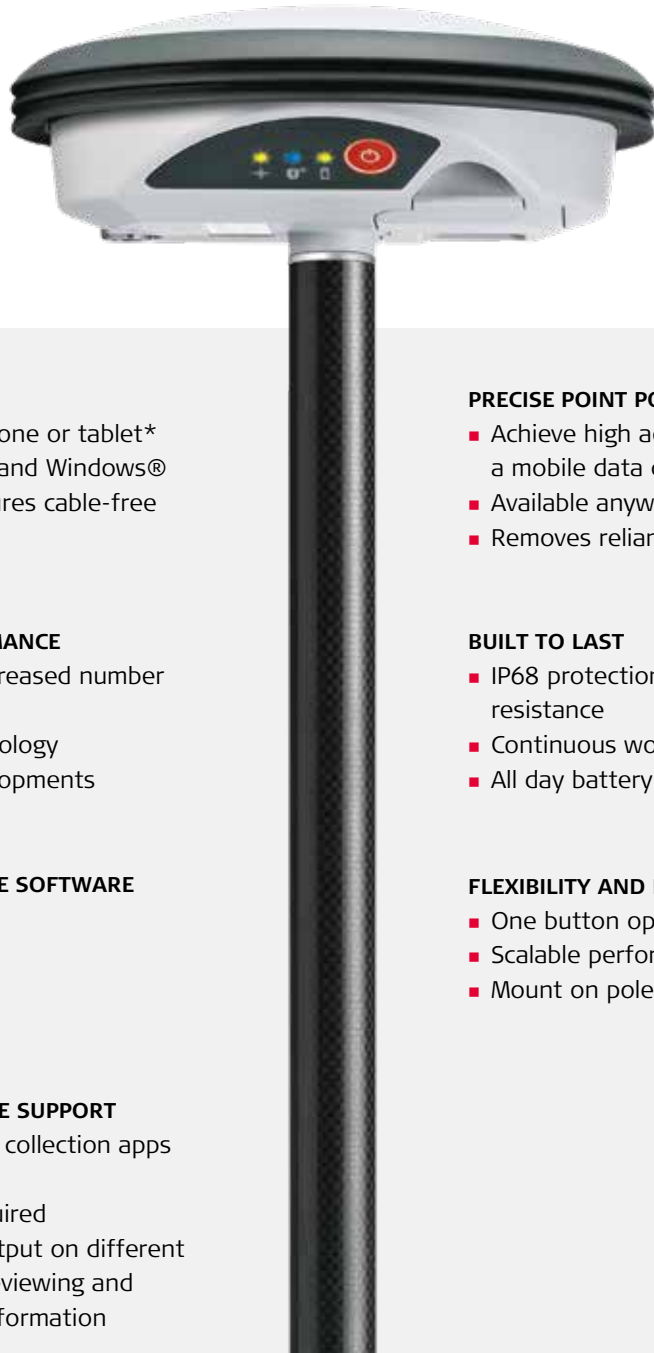 one or tablet*
and Windows®
res cable-free
MANCE
reased number
ology
opments
E SOFTWARE
E SUPPORT
collection apps
uired
tput on different
viewing and
formation
PRECISE POINT PO
▪ Achieve high a
a mobile data
▪ Available anyw
▪ Removes relian
BUILT TO LAST
▪ IP68 protection
resistance
▪ Continuous wo
▪ All day battery
FLEXIBILITY AND
▪ One button op
▪ Scalable perfor
▪ Mount on pole